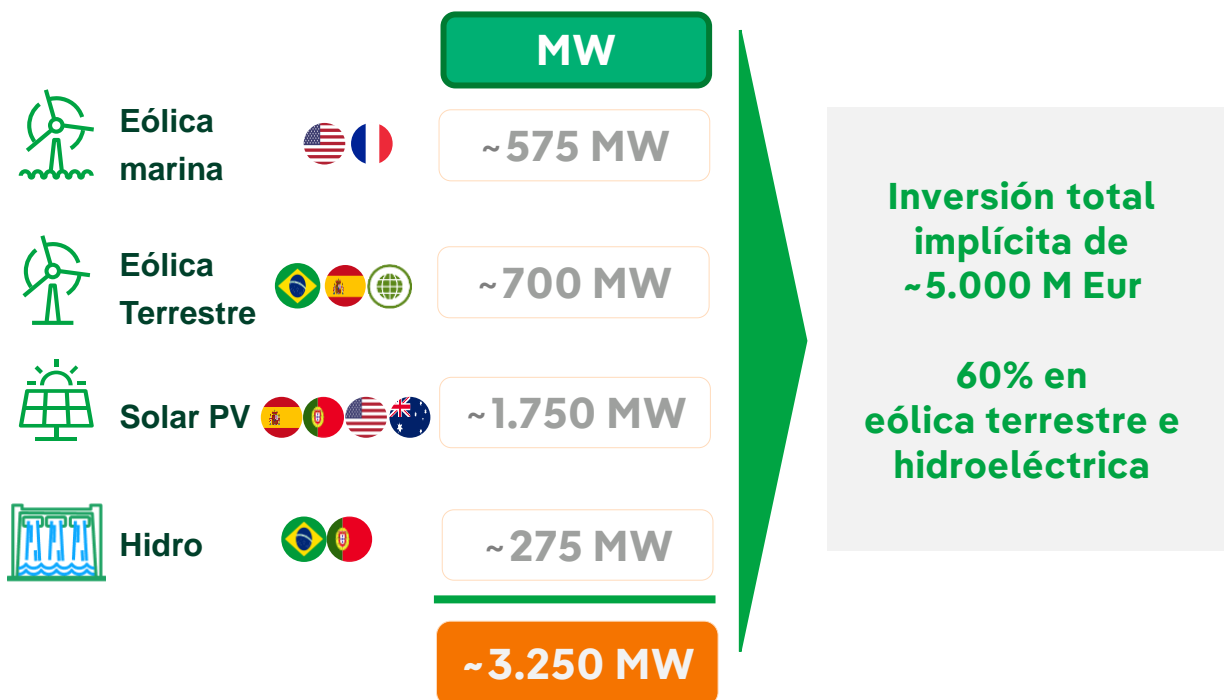 MW
Eólica
marina
~575 MW
Eólica
Terrestre
~700 MW
Solar PV
~1.750 MW
Hidro
~275 MW
~3.250 MW
Inversión total
implícita de
~5.000 M Eur
60% en
eólica terrestre e
hidroeléctrica